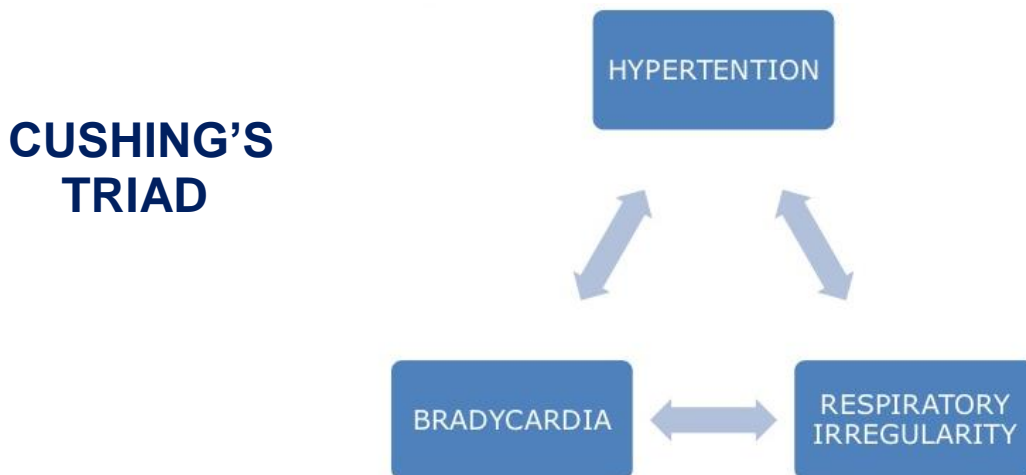 CUSHING’S
TRIAD
HYPERTENTION
BRADYCARDIA
RESPIRATORY
IRREGULARITY